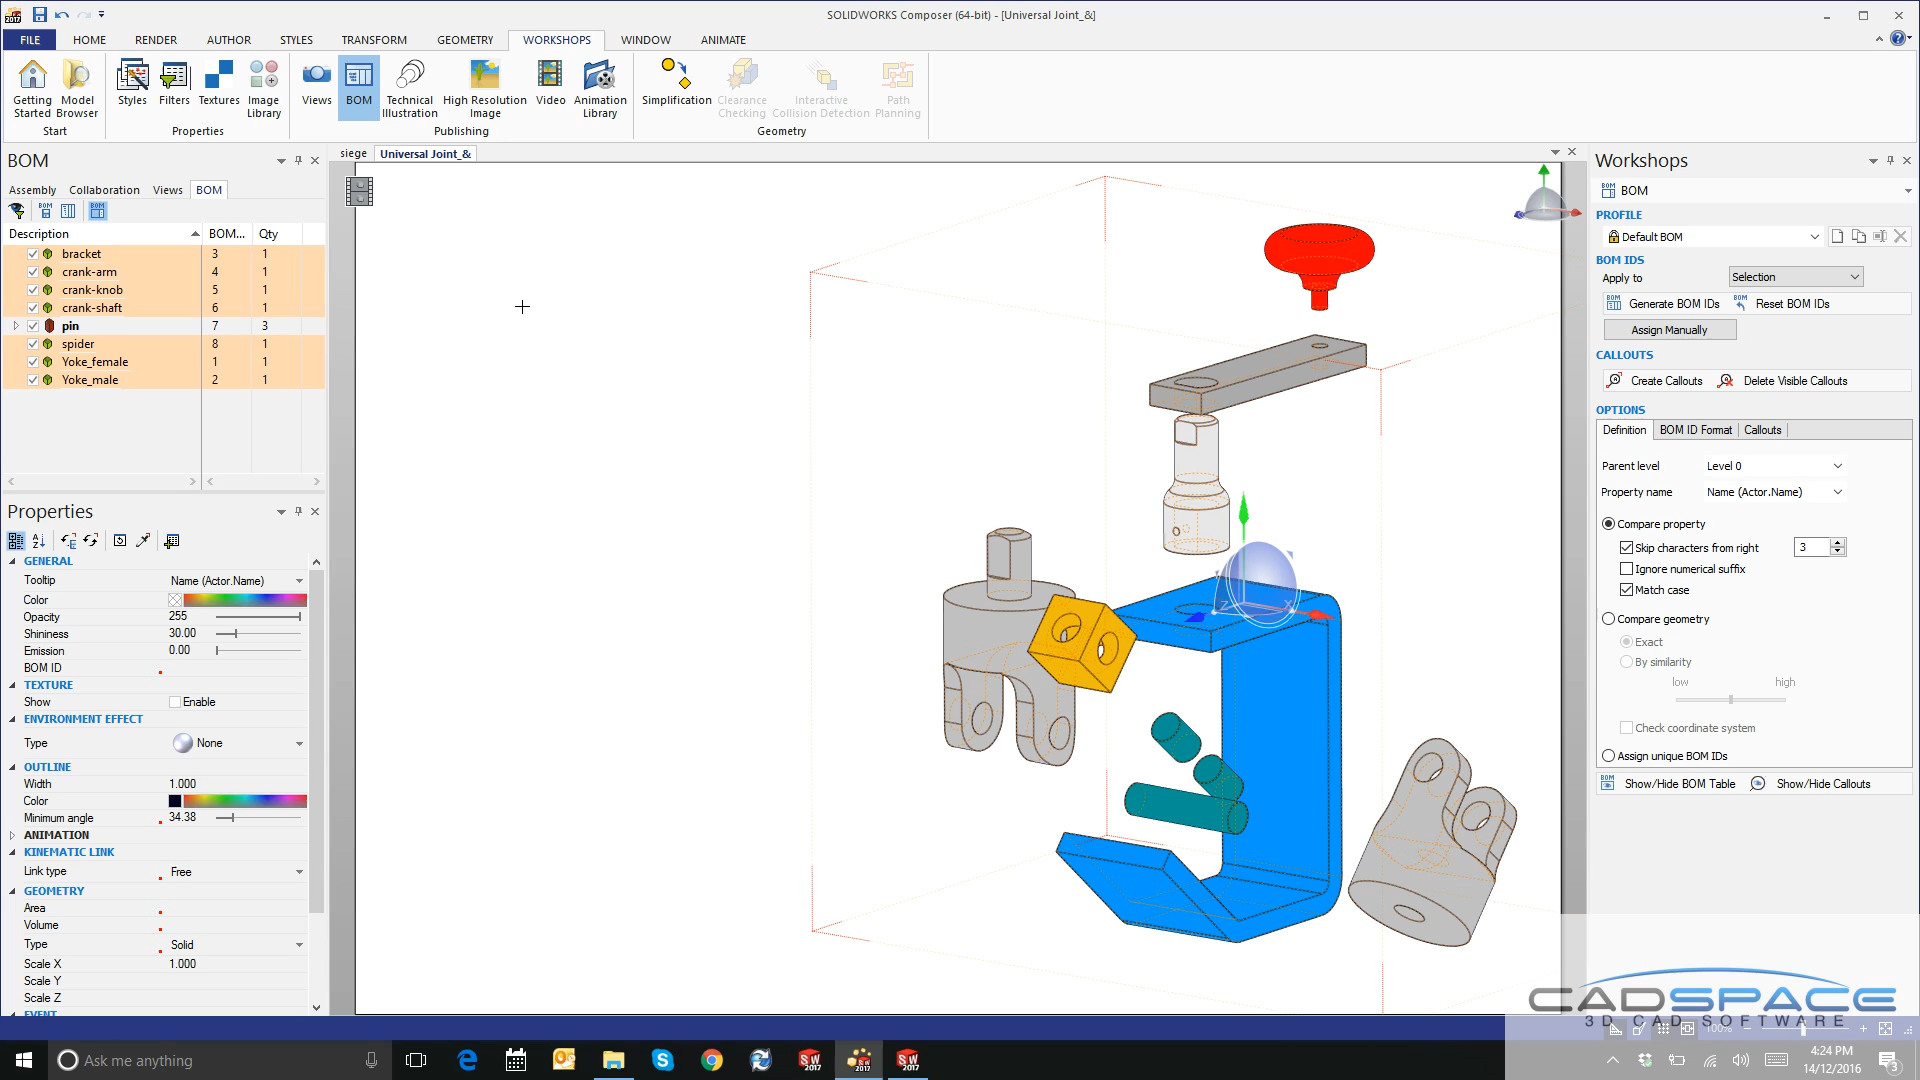 SOLIDWORKS Composer (64-bit) - [Universal Joint_&]
FILE HOME RENDER AUTHOR STYLES TRANSFORM GEOMETRY WORKSHOPS WINDOW ANIMATE
Getting Started Model Browser Styles Filters Textures Image Library Views BOM Technical Illustration High Resolution Image Video Animation Library Simplification Clearance Checking Interactive Collision Detection Path Planning
Start Properties Publishing Geometry
BOM
Assembly Collaboration Views BOM
Description BOM... Qty
bracket 3 1
crank-arm 4 1
crank-knob 5 1
crank-shaft 6 1
pin 7 3
spider 8 1
Yoke_female 1 1
Yoke_male 2 1
Properties
GENERAL
Tooltip Name (Actor.Name)
Color
Opacity 255
Shininess 30.00
Emission 0.00
BOM ID
TEXTURE
Show Enable
ENVIRONMENT EFFECT
Type None
OUTLINE
Width 1.000
Color
Minimum angle 34.38
ANIMATION
KINEMATIC LINK
Link type Free
GEOMETRY
Area
Volume
Type Solid
Scale X 1.000
Scale Y
Scale Z
EVENT
siege Universal Joint_&
Z X
Workshops
BOM
PROFILE
Default BOM
BOM IDS
Apply to Selection
BOM Generate BOM IDs BOM Reset BOM IDs
Assign Manually
CALLOUTS
Create Callouts Delete Visible Callouts
OPTIONS
Definition BOM ID Format Callouts
Parent level Level 0
Property name Name (Actor.Name)
Compare property
Skip characters from right 3
Ignore numerical suffix
Match case
Compare geometry
Exact
By similarity
low high
Check coordinate system
Assign unique BOM IDs
BOM Show/Hide BOM Table Show/Hide Callouts
CADSPACE
3D CAD SOFTWARE
100%
Ask me anything
SW 2017 2017 SW 2017
4:24 PM
14/12/2016
3